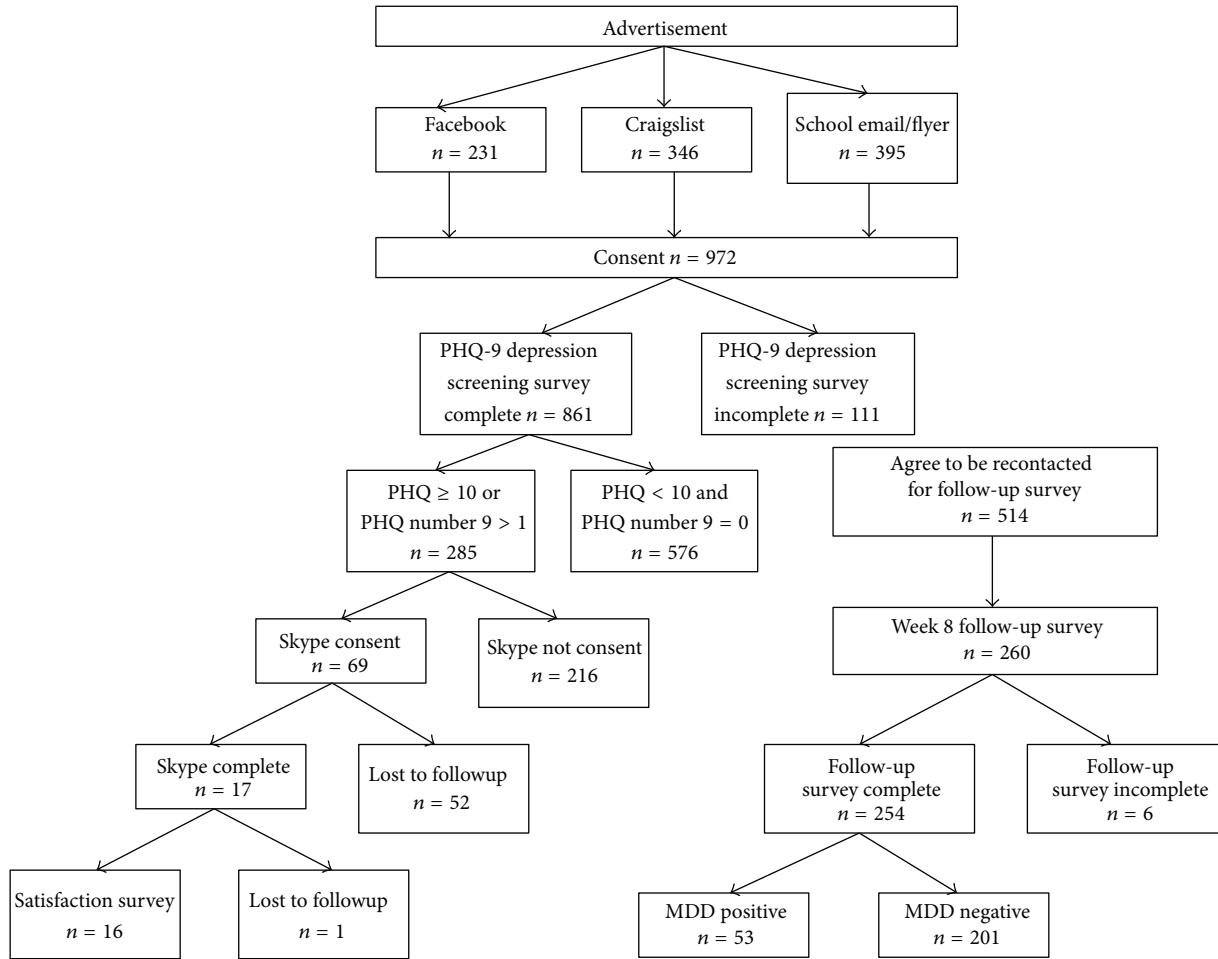 Advertisement
Facebook
n = 231
Craigslist
n = 346
School email/flyer
n = 395
Consent n = 972
PHQ-9 depression
screening survey
complete n = 861
PHQ-9 depression
screening survey
incomplete n = 111
PHQ ≥ 10 or
PHQ number 9 > 1
n = 285
PHQ < 10 and
PHQ number 9 = 0
n = 576
Agree to be recontacted
for follow-up survey
n = 514
Skype consent
n = 69
Skype not consent
n = 216
Week 8 follow-up survey
n = 260
Skype complete
n = 17
Lost to followup
n = 52
Follow-up
survey complete
n = 254
Follow-up
survey incomplete
n = 6
Satisfaction survey
n = 16
Lost to followup
n = 1
MDD positive
n = 53
MDD negative
n = 201